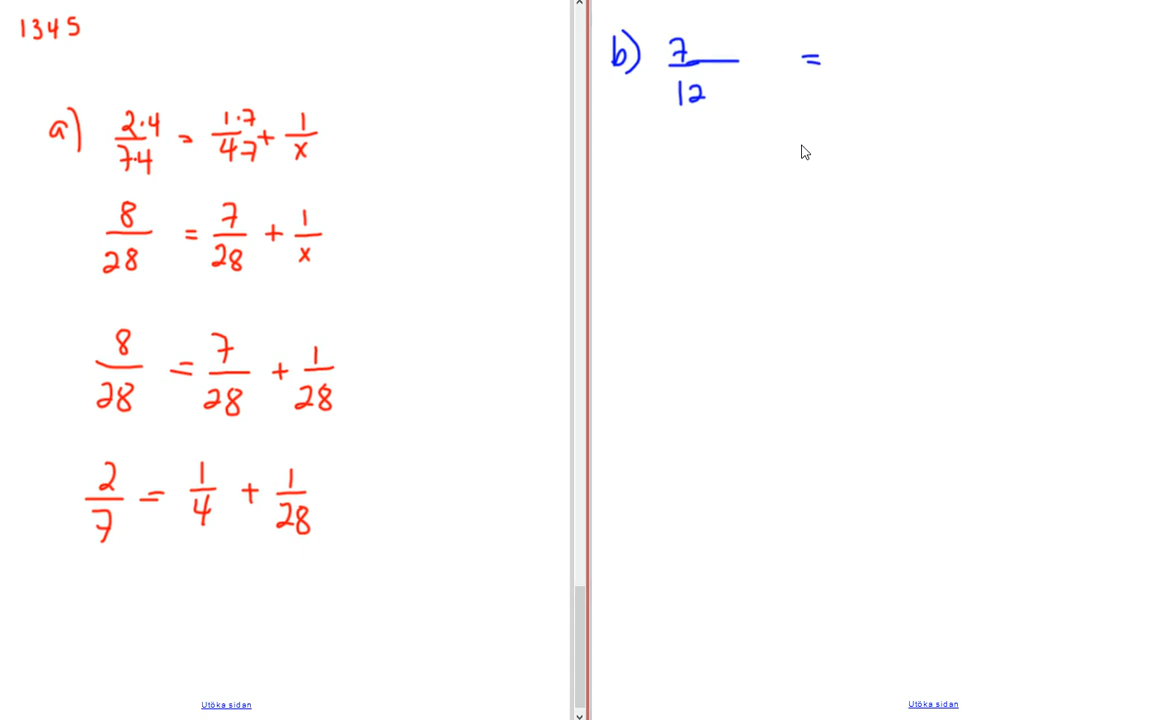 1345
a) 2·4/7·4 = 1·7/4·7 + 1/x
8/28 = 7/28 + 1/x
8/28 = 7/28 + 1/28
2/7 = 1/4 + 1/28
Utöka sidan
b) 7/12 =
Utöka sidan